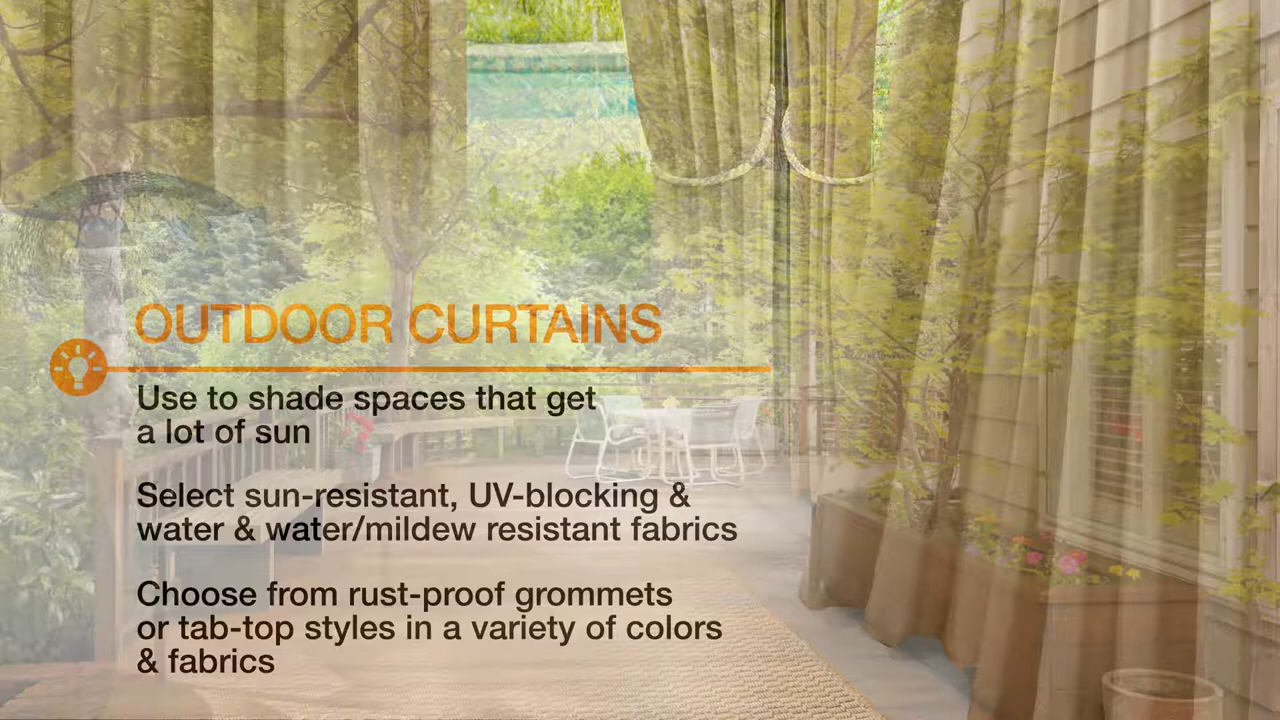 OUTDOOR CURTAINS
Use to shade spaces that get
a lot of sun
Select sun-resistant, UV-blocking &
water & water/mildew resistant fabrics
Choose from rust-proof grommets
or tab-top styles in a variety of colors
& fabrics